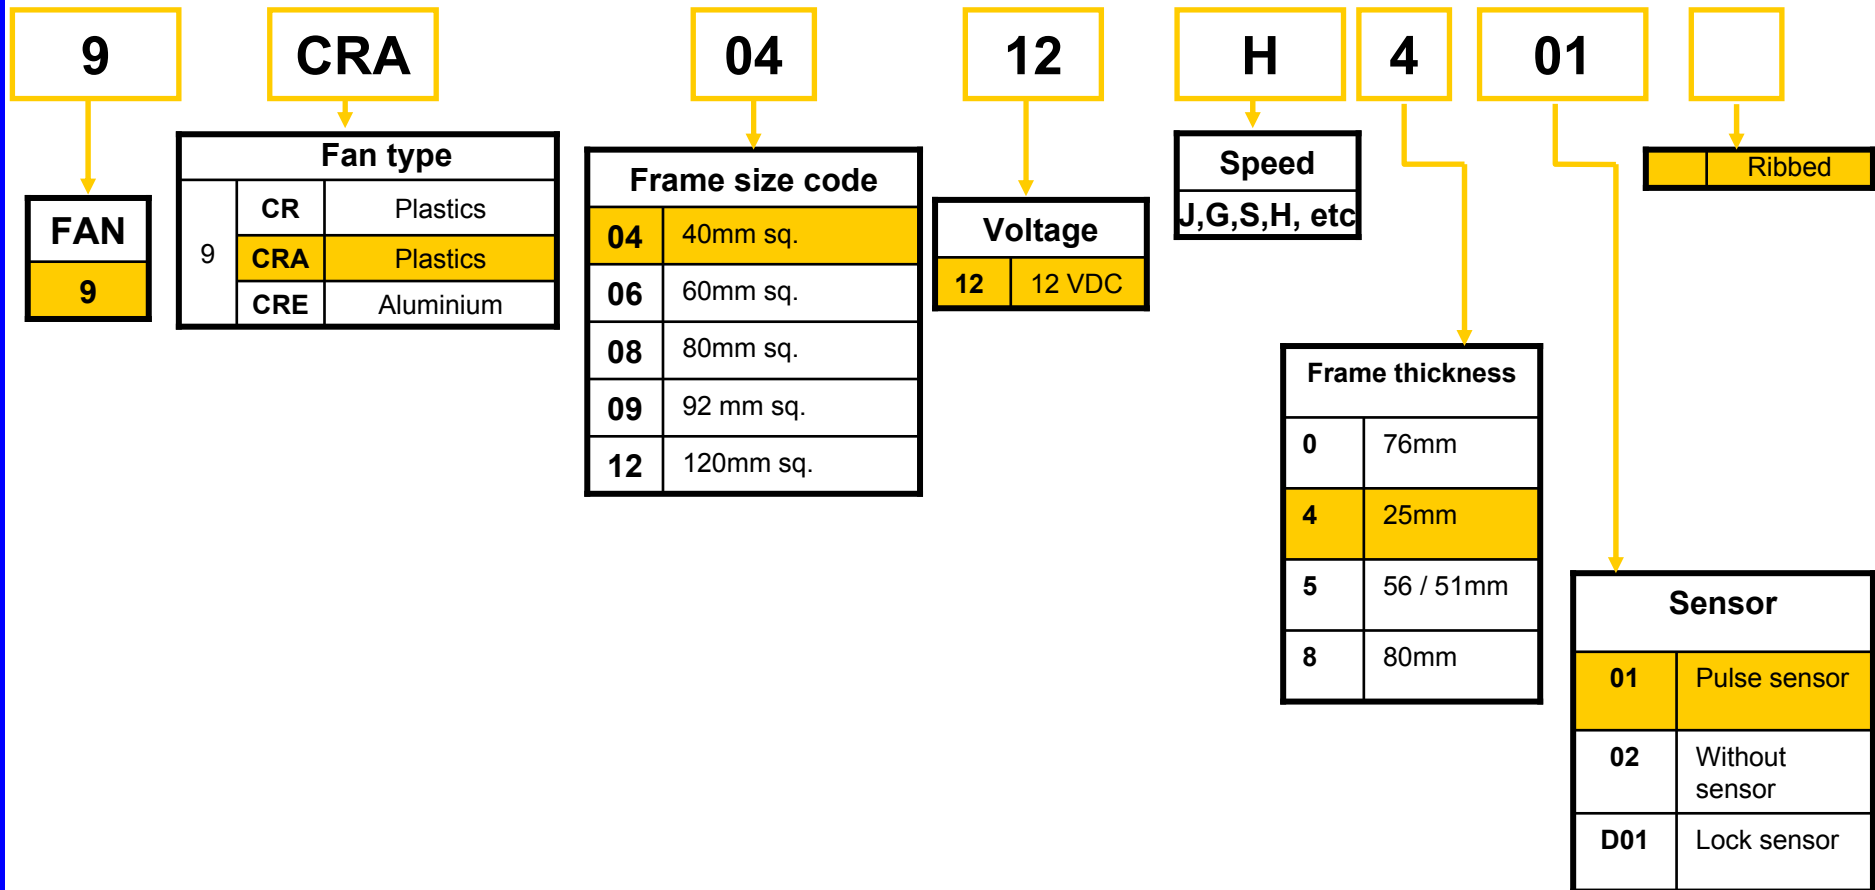 9 CRA 04 12 H 4 01
FAN
9
Fan type
9
CR Plastics
CRA Plastics
CRE Aluminium
Frame size code
04 40mm sq.
06 60mm sq.
08 80mm sq.
09 92 mm sq.
12 120mm sq.
Voltage
12 12 VDC
Speed
J,G,S,H, etc
Frame thickness
0 76mm
4 25mm
5 56 / 51mm
8 80mm
Sensor
01 Pulse sensor
02 Without
sensor
D01 Lock sensor
Ribbed